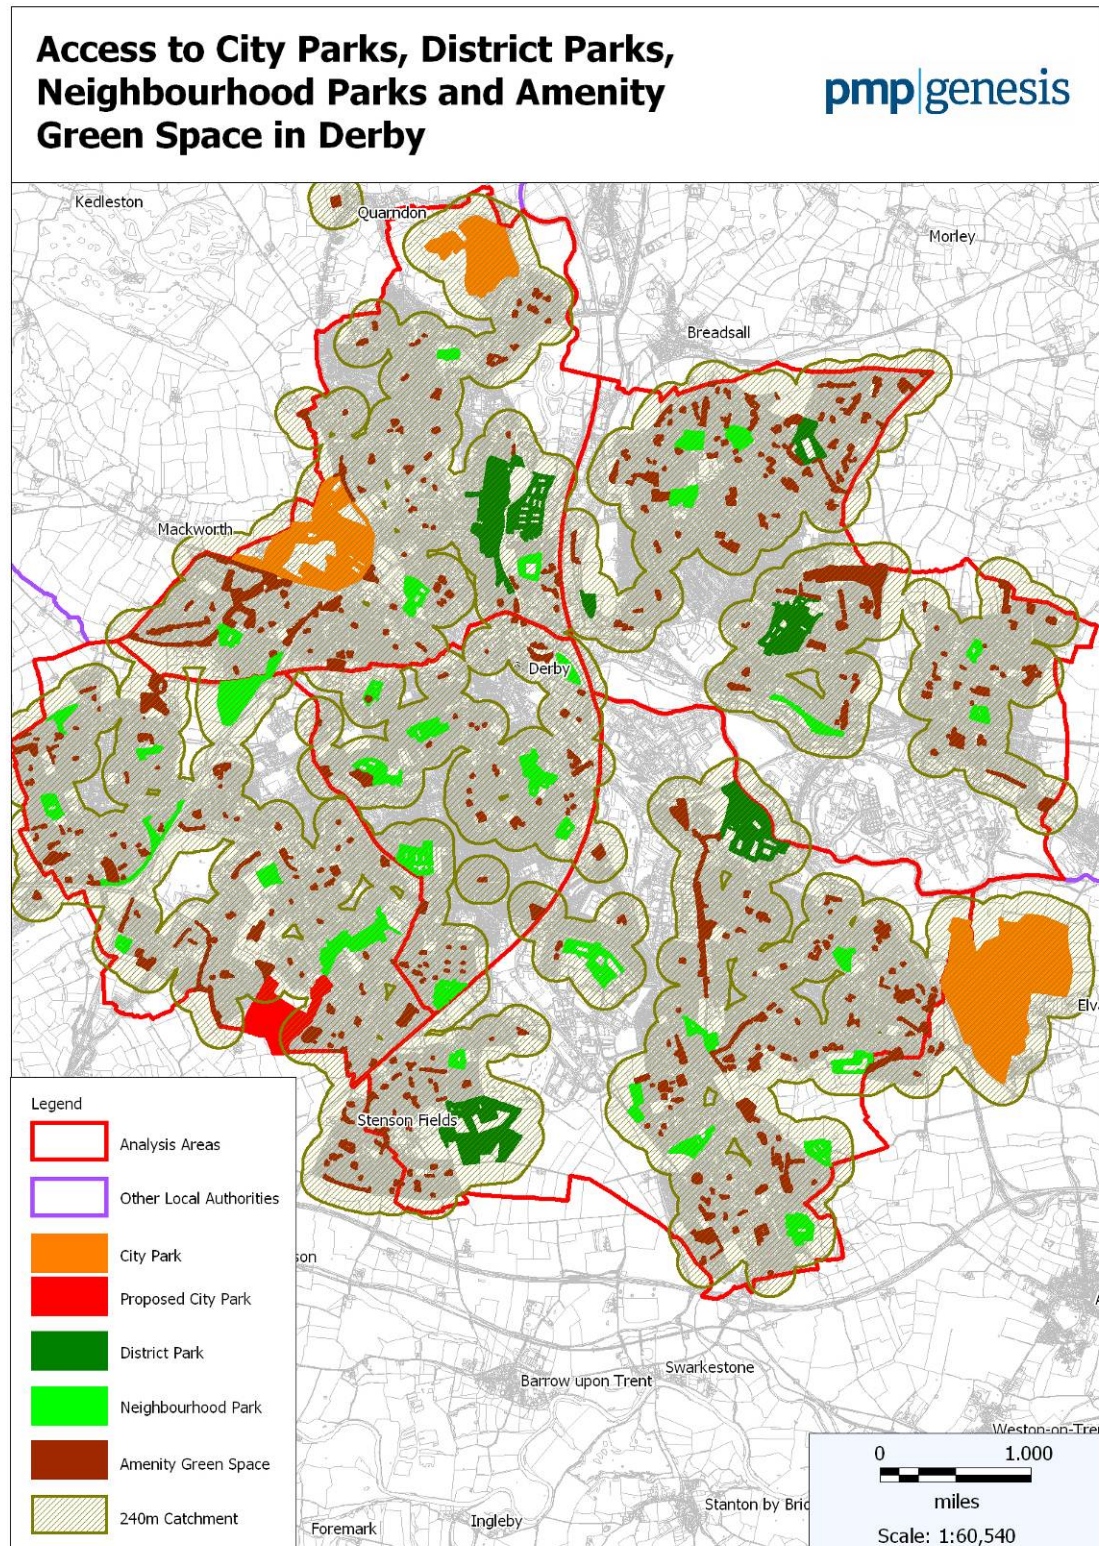 Access to City Parks, District Parks,
Neighbourhood Parks and Amenity
Green Space in Derby
pmp genesis
Kedleston
Quarndon
Morley
Breadsall
Mackworth
Derby
Elva
Stenson Fields
son
Swarkestone
Barrow upon Trent
Weston-on-Tre
Stanton by Brid
Ingleby
Foremark
Legend
Analysis Areas
Other Local Authorities
City Park
Proposed City Park
District Park
Neighbourhood Park
Amenity Green Space
240m Catchment
0 1.000
miles
Scale: 1:60,540